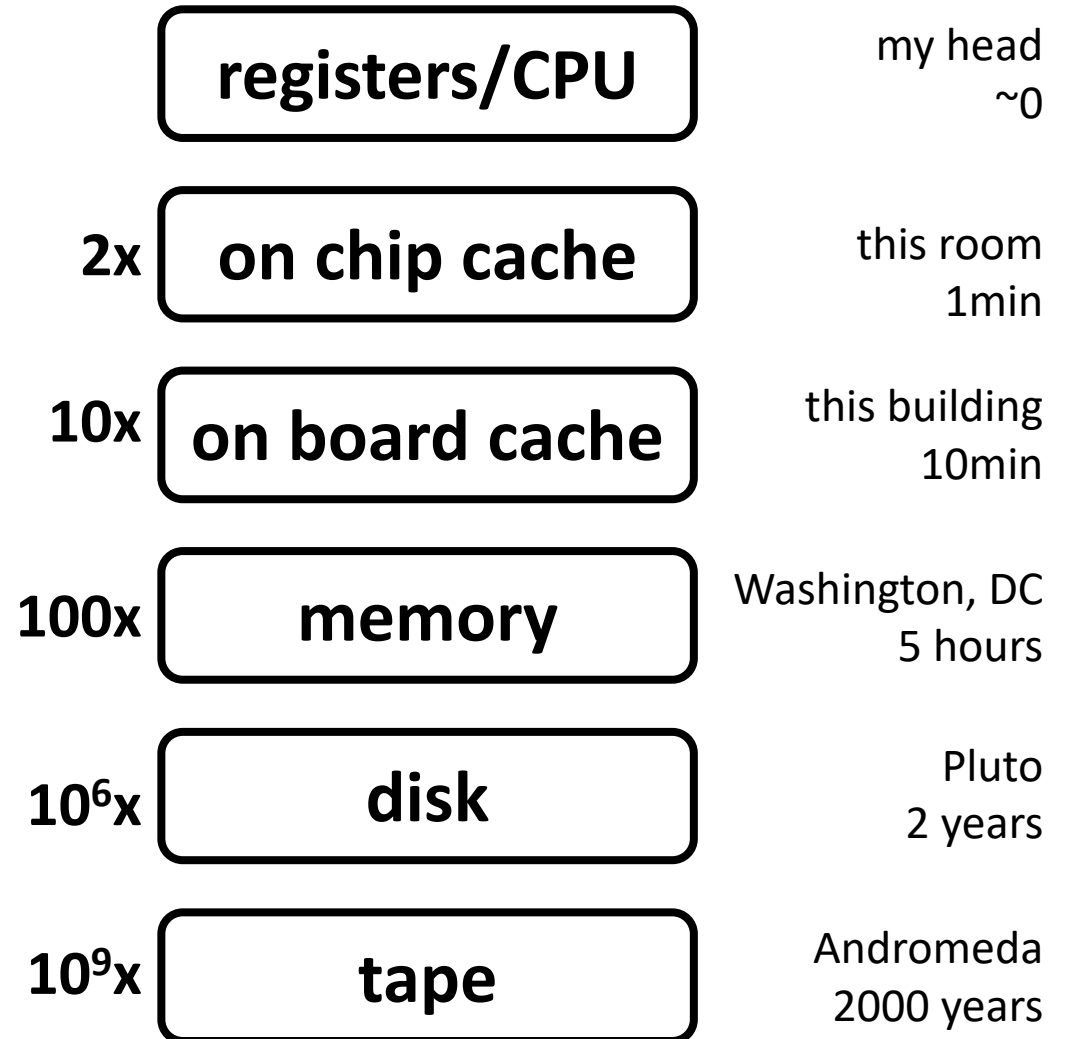 registers/CPU
my head
~0
2x
on chip cache
this room
1min
10x
on board cache
this building
10min
100x
memory
Washington, DC
5 hours
10⁶x
disk
Pluto
2 years
10⁹x
tape
Andromeda
2000 years